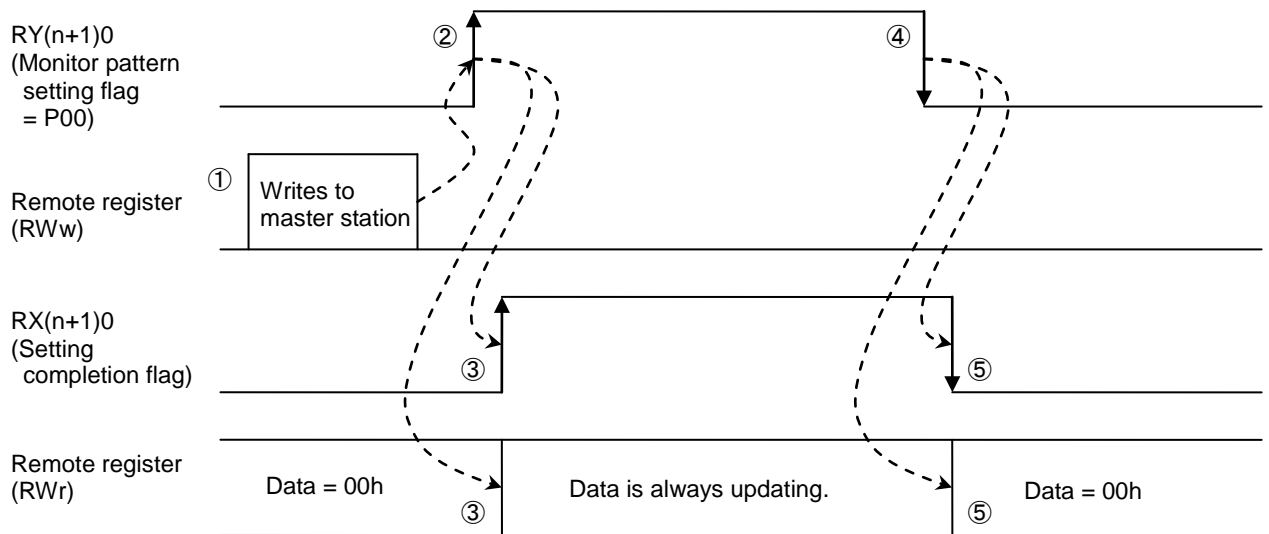 RY(n+1)0
(Monitor pattern
setting flag
= P00)
②
④
①
Writes to
master station
Remote register
(RWw)
RX(n+1)0
(Setting
completion flag)
③
⑤
Remote register
(RWr)
Data = 00h
③
Data is always updating.
⑤
Data = 00h